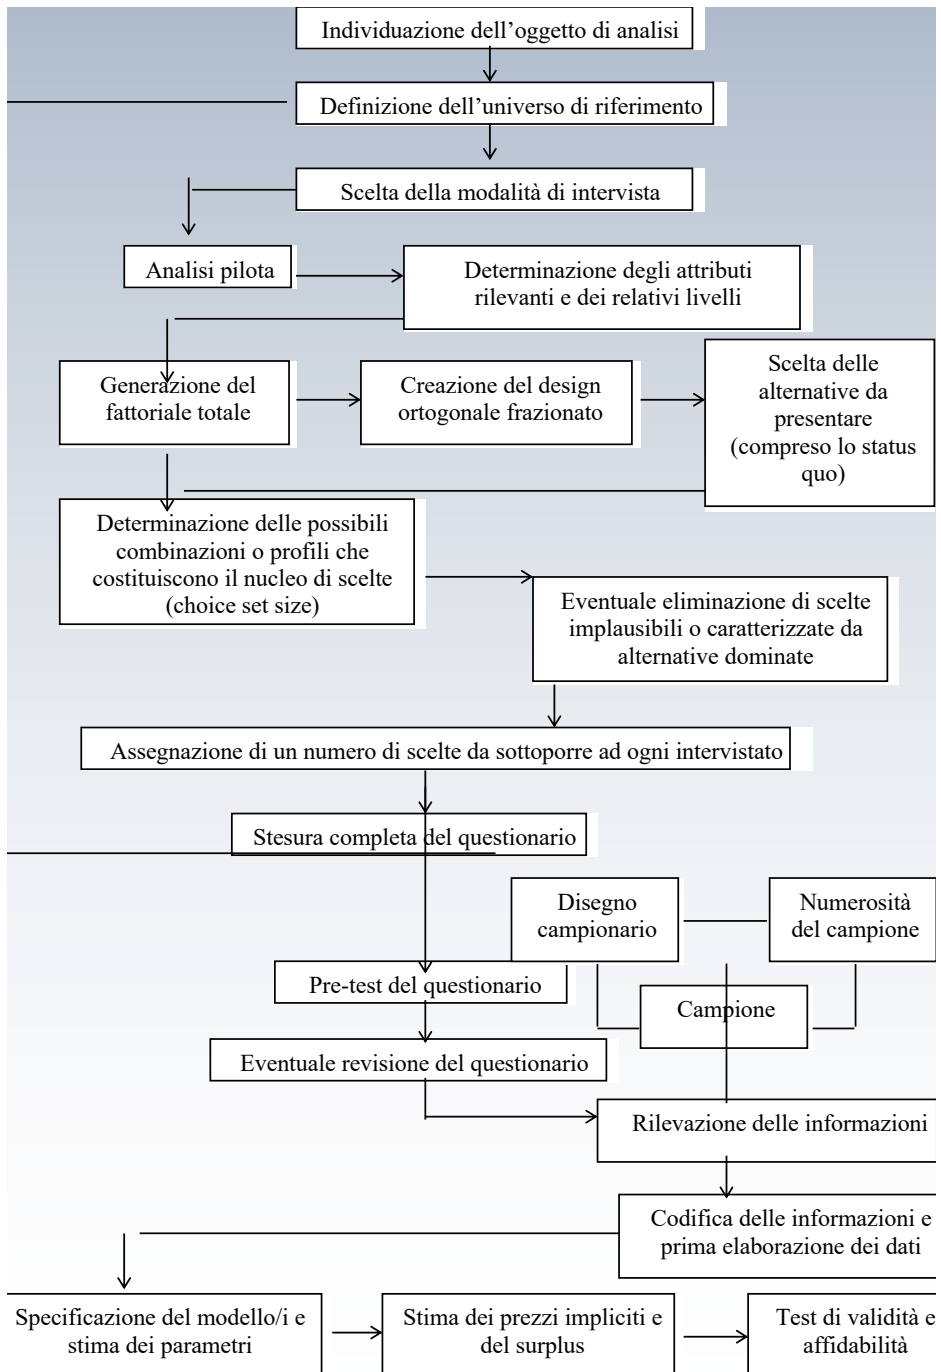 Individuazione dell’oggetto di analisi
Definizione dell’universo di riferimento
Scelta della modalità di intervista
Analisi pilota
Determinazione degli attributi
rilevanti e dei relativi livelli
Generazione del
fattoriale totale
Creazione del design
ortogonale frazionato
Scelta delle
alternative da
presentare
(compreso lo status
quo)
Determinazione delle possibili
combinazioni o profili che
costituiscono il nucleo di scelte
(choice set size)
Eventuale eliminazione di scelte
implausibili o caratterizzate da
alternative dominate
Assegnazione di un numero di scelte da sottoporre ad ogni intervistato
Stesura completa del questionario
Disegno
campionario
Numerosità
del campione
Pre-test del questionario
Campione
Eventuale revisione del questionario
Rilevazione delle informazioni
Codifica delle informazioni e
prima elaborazione dei dati
Specificazione del modello/i e
stima dei parametri
Stima dei prezzi impliciti e
del surplus
Test di validità e
affidabilità